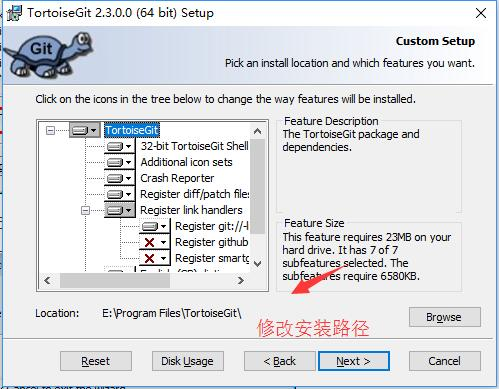 TortoiseGit 2.3.0.0 (64 bit) Setup
Git
Custom Setup
Pick an install location and which features you want.
Click on the icons in the tree below to change the way features will be installed.
TortoiseGit
32-bit TortoiseGit Shell
Additional icon sets
Crash Reporter
Register diff/patch files
Register link handlers
Register git://-l
Register github
Register smartg
Feature Description
The TortoiseGit package and
dependencies.
Feature Size
This feature requires 23MB on your
hard drive. It has 7 of 7
subfeatures selected. The
subfeatures require 6580KB.
Location: E:\Program Files\TortoiseGit\
修改安装路径
Browse
Reset
Disk Usage
< Back
Next >
Cancel